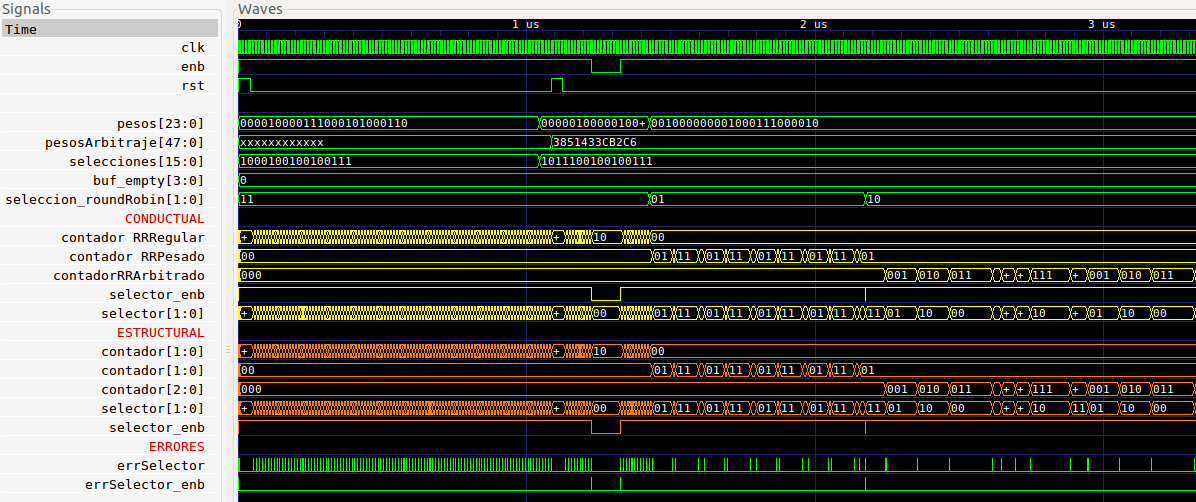 Signals
Waves
Time
0 1 us 2 us 3 us
clk
enb
rst
pesos[23:0] 000010000111000101000110 00000100000100+ 001000000001000111000010
pesosArbitraje[47:0] xxxxxxxxxxxx 3851433CB2C6
selecciones[15:0] 1000100100100111 1011100100100111
buf_empty[3:0] 0
seleccion_roundRobin[1:0] 11 01 10
CONDUCTUAL
contador RRRegular + + 10 00
contador RRPesado 00 01 11 01 11 01 11 01 11 01
contadorRRArbitrado 000 001 010 011 + + 111 + 001 010 011
selector_enb
selector[1:0] + + 00 01 11 01 11 01 11 01 11 11 01 10 00 + + 10 + 01 10 00
ESTRUCTURAL
contador[1:0] + + 10 00
contador[1:0] 00 01 11 01 11 01 11 01 11 01
contador[2:0] 000 001 010 011 + + 111 + 001 010 011
selector[1:0] + + 00 01 11 01 11 01 11 01 11 11 01 10 00 + + 10 11 01 10 00
selector_enb
ERRORES
errSelector
errSelector_enb